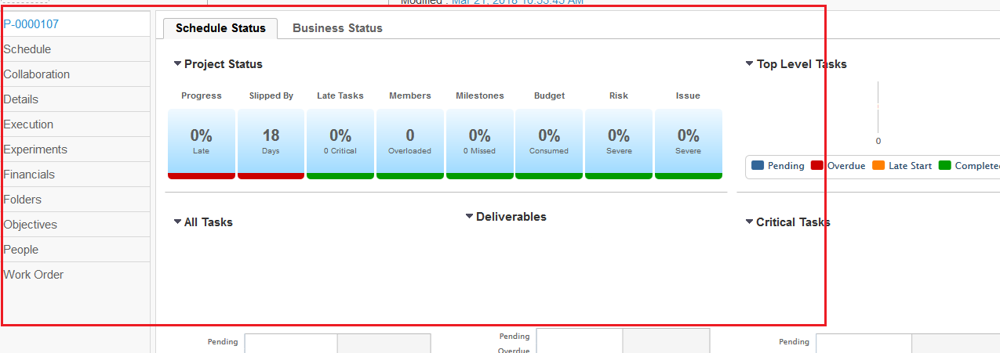 Modified : Mar 21, 2018 10:53:45 AM
P-0000107
Schedule
Collaboration
Details
Execution
Experiments
Financials
Folders
Objectives
People
Work Order
Schedule Status Business Status
Project Status
Progress Slipped By Late Tasks Members Milestones Budget Risk Issue
0% 18 0% 0 0% 0% 0% 0%
Late Days 0 Critical Overloaded 0 Missed Consumed Severe Severe
Top Level Tasks
0
Pending Overdue Late Start Completed
All Tasks
Deliverables
Critical Tasks
Pending
Pending
Overdue
Pending